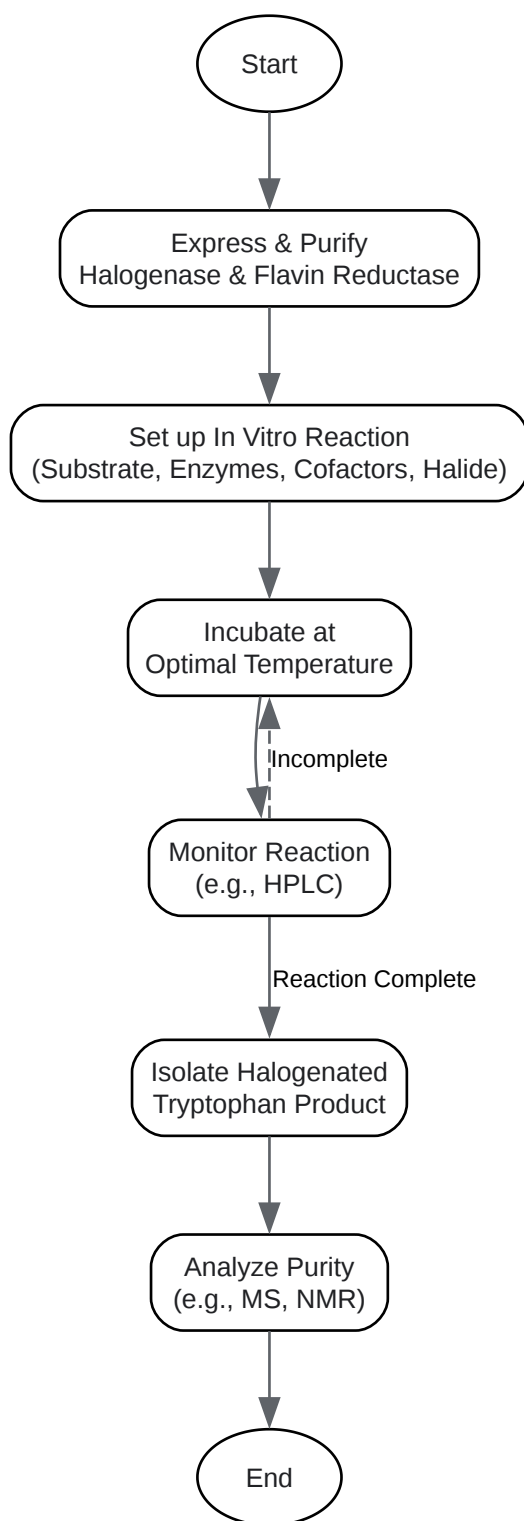 Start
Express & Purify
Halogenase & Flavin Reductase
Set up In Vitro Reaction
(Substrate, Enzymes, Cofactors, Halide)
Incubate at
Optimal Temperature
Incomplete
Monitor Reaction
(e.g., HPLC)
Reaction Complete
Isolate Halogenated
Tryptophan Product
Analyze Purity
(e.g., MS, NMR)
End